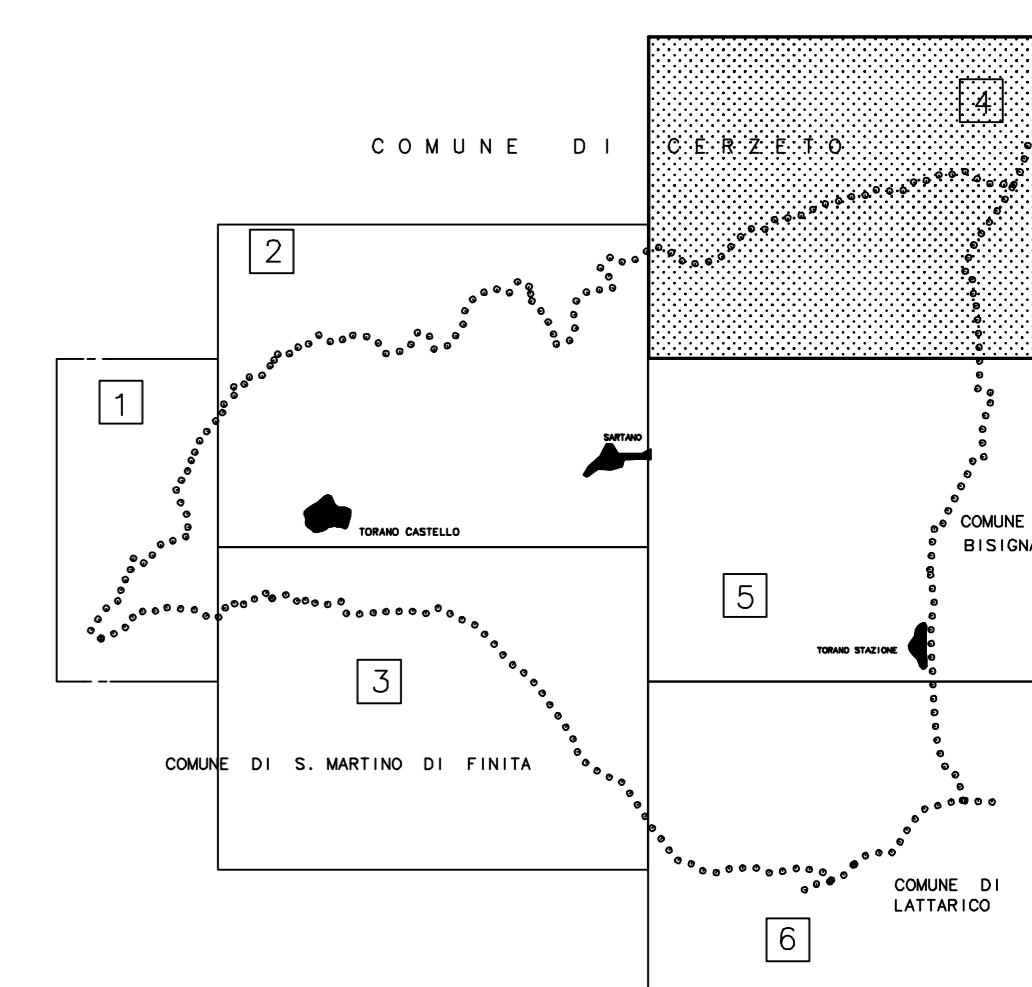 4
COMUNE DI CERZETO
2
1
SARTANO
TORANO CASTELLO
COMUNE
5
TORANO STAZIONE
3
COMUNE DI S. MARTINO DI FINITA
COMUNE DI
LATTARICO
6